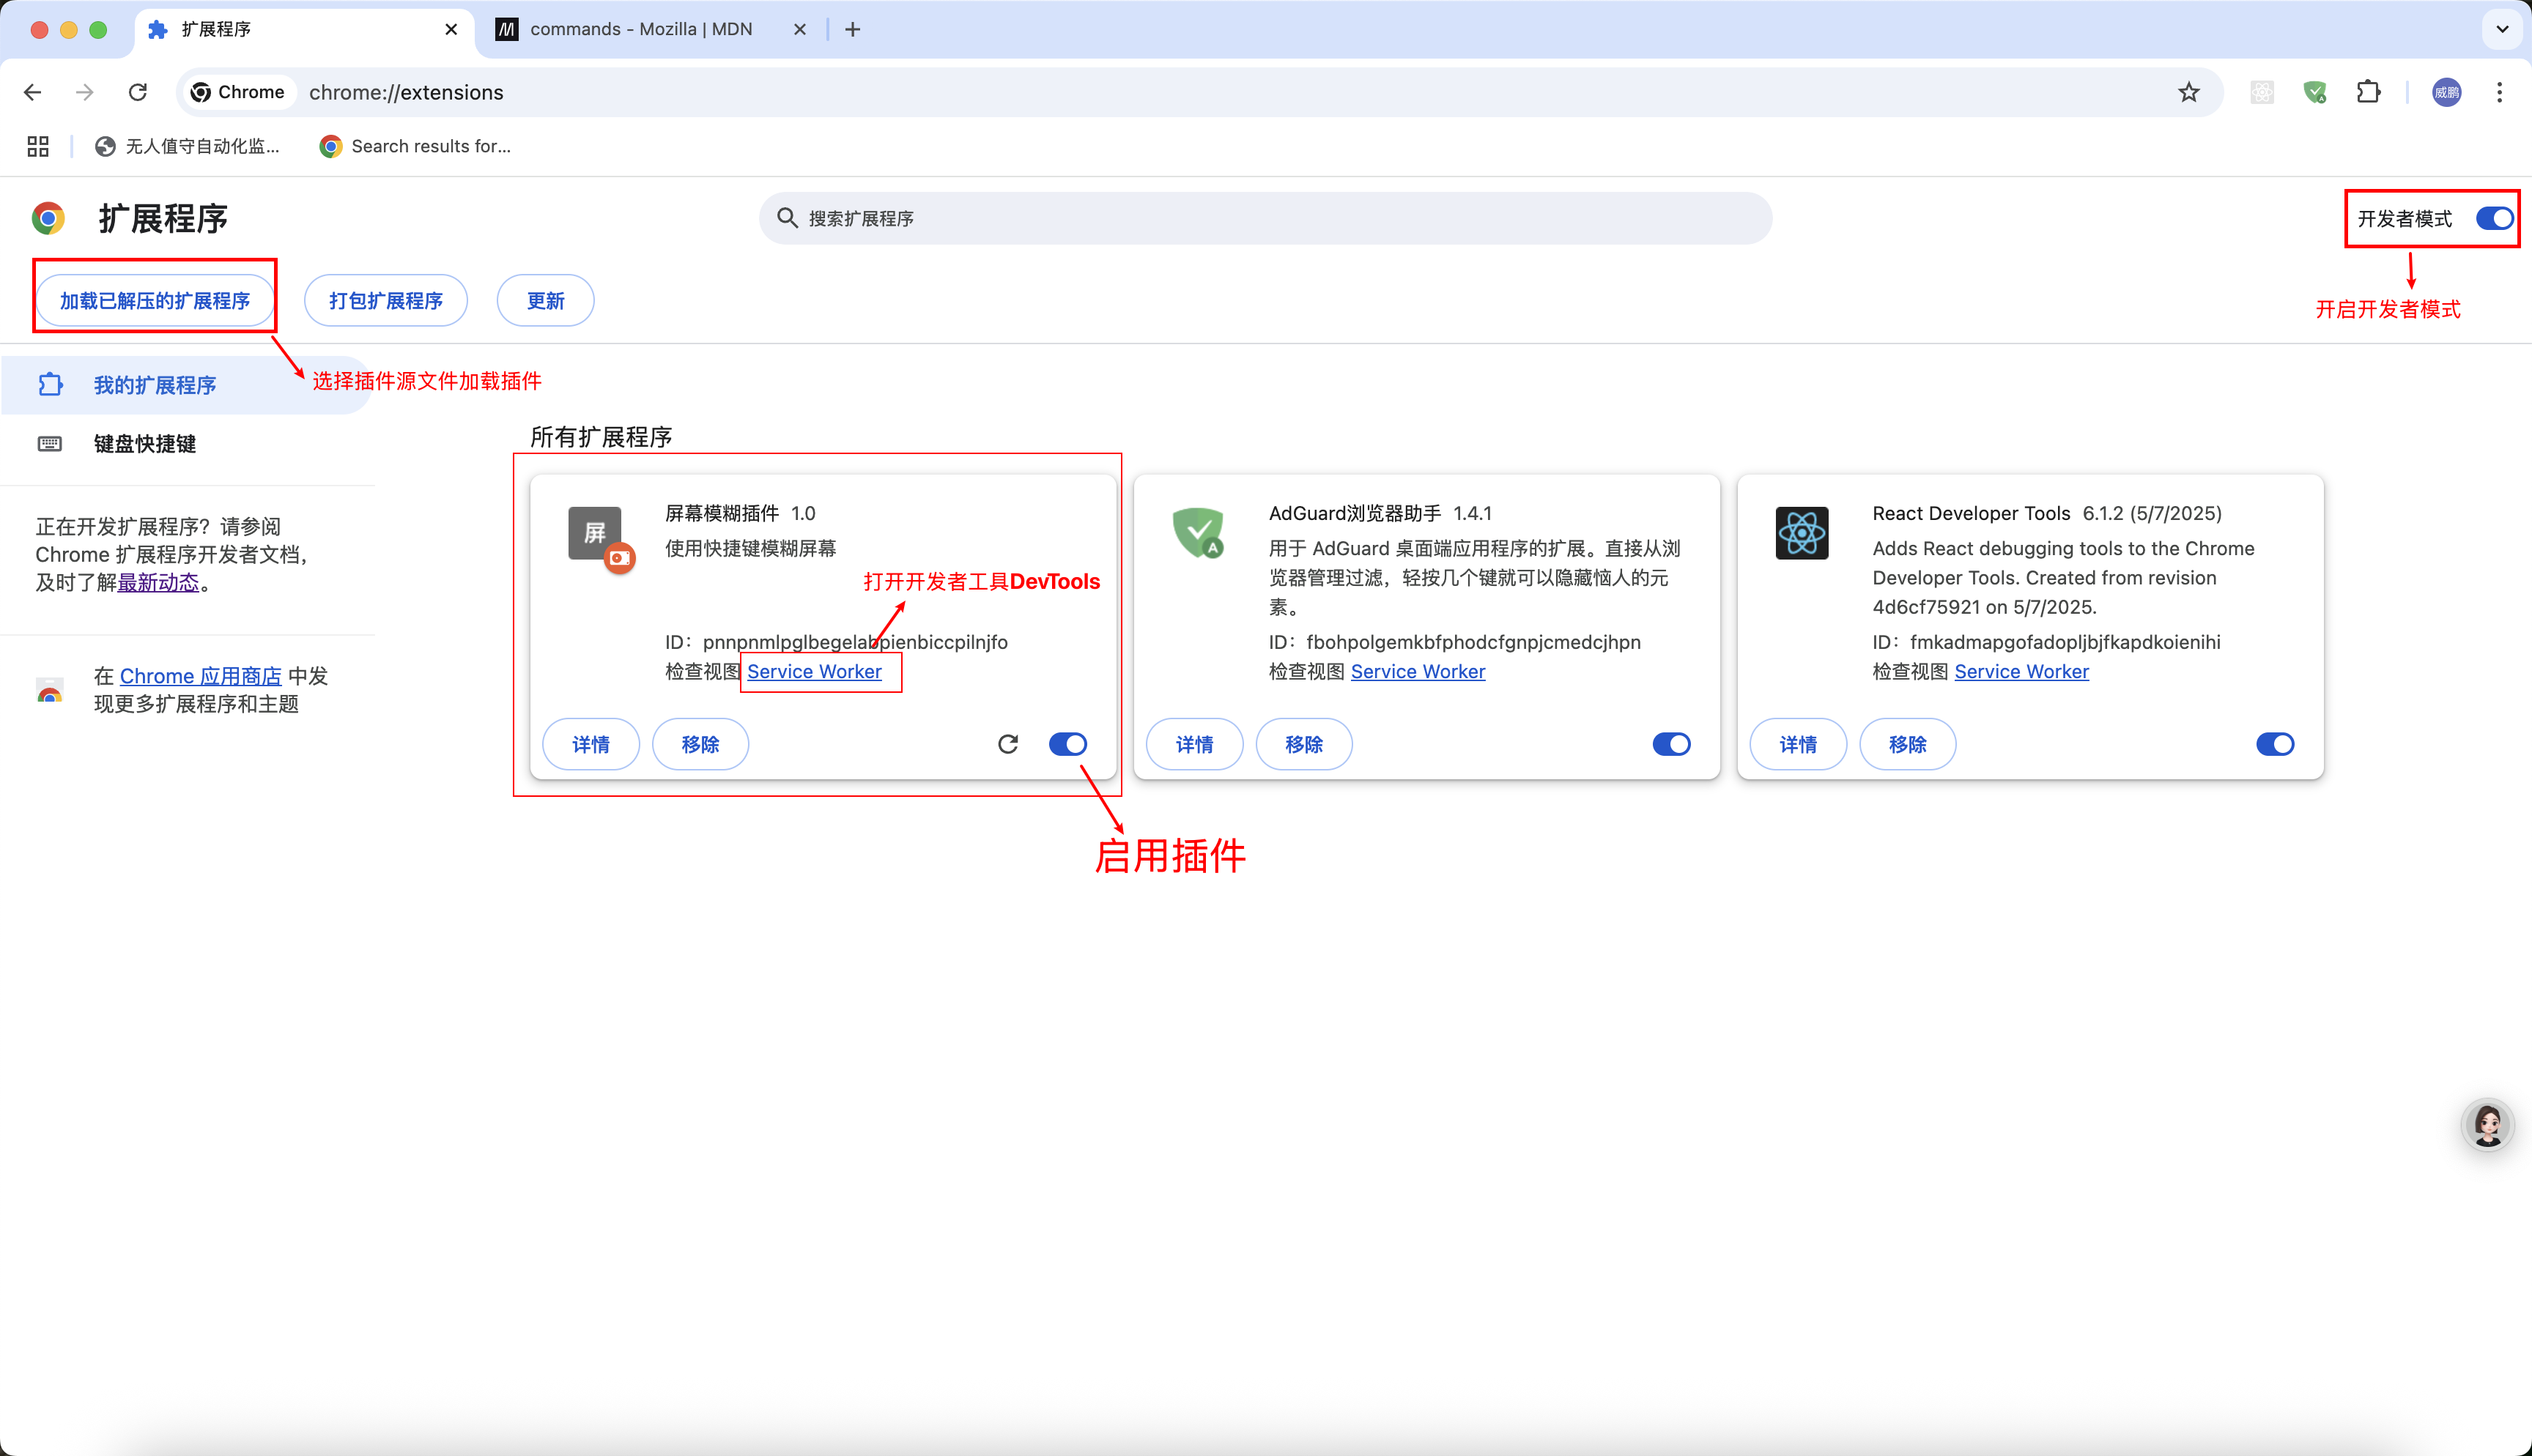 扩展程序
commands - Mozilla | MDN
Chrome
chrome://extensions
威鹏
无人值守自动化监...
Search results for...
扩展程序
搜索扩展程序
开发者模式
加载已解压的扩展程序
打包扩展程序
更新
开启开发者模式
选择插件源文件加载插件
我的扩展程序
键盘快捷键
正在开发扩展程序？请参阅
Chrome 扩展程序开发者文档，
及时了解最新动态。
在 Chrome 应用商店 中发
现更多扩展程序和主题
所有扩展程序
屏
屏幕模糊插件 1.0
使用快捷键模糊屏幕
打开开发者工具DevTools
ID：pnnpnmlpglbegelabpienbiccpilnjfo
检查视图 Service Worker
详情
移除
启用插件
A
AdGuard浏览器助手 1.4.1
用于 AdGuard 桌面端应用程序的扩展。直接从浏
览器管理过滤，轻按几个键就可以隐藏恼人的元
素。
ID：fbohpolgemkbfphodcfgnpjcmedcjhpn
检查视图 Service Worker
详情
移除
React Developer Tools 6.1.2 (5/7/2025)
Adds React debugging tools to the Chrome
Developer Tools. Created from revision
4d6cf75921 on 5/7/2025.
ID：fmkadmapgofadopljbjfkapdkoienihi
检查视图 Service Worker
详情
移除